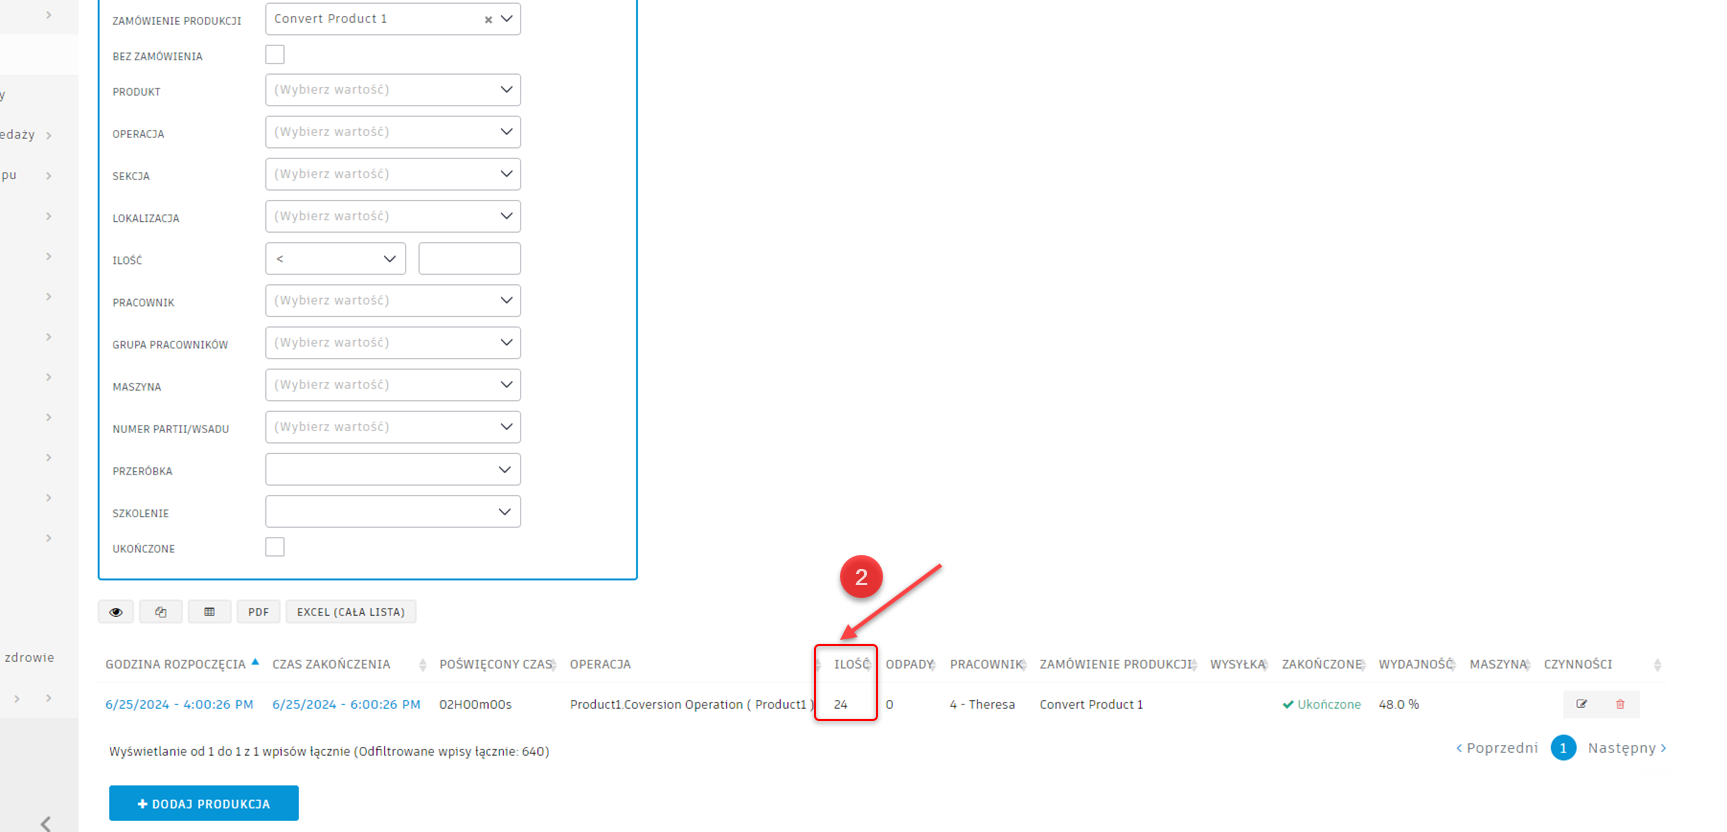 ZAMÓWIENIE PRODUKCJI Convert Product 1 ×
BEZ ZAMÓWIENIA
y
PRODUKT (Wybierz wartość)
edaży
OPERACJA (Wybierz wartość)
pu
SEKCJA (Wybierz wartość)
LOKALIZACJA (Wybierz wartość)
ILOŚĆ <
PRACOWNIK (Wybierz wartość)
GRUPA PRACOWNIKÓW (Wybierz wartość)
MASZYNA (Wybierz wartość)
NUMER PARTII/WSADU (Wybierz wartość)
PRZERÓBKA
SZKOLENIE
UKOŃCZONE
2
PDF EXCEL (CAŁA LISTA)
zdrowie
GODZINA ROZPOCZĘCIA CZAS ZAKOŃCZENIA POŚWIĘCONY CZAS OPERACJA ILOŚĆ ODPADY PRACOWNIK ZAMÓWIENIE PRODUKCJI WYSYŁKA ZAKOŃCZONE WYDAJNOŚĆ MASZYNA CZYNNOŚCI
6/25/2024 - 4:00:26 PM 6/25/2024 - 6:00:26 PM 02H00m00s Product1.Coversion Operation ( Product1 ) 24 0 4 - Theresa Convert Product 1 Ukończone 48.0 %
Wyświetlanie od 1 do 1 z 1 wpisów łącznie (Odfiltrowane wpisy łącznie: 640)
Poprzedni 1 Następny
+ DODAJ PRODUKCJA